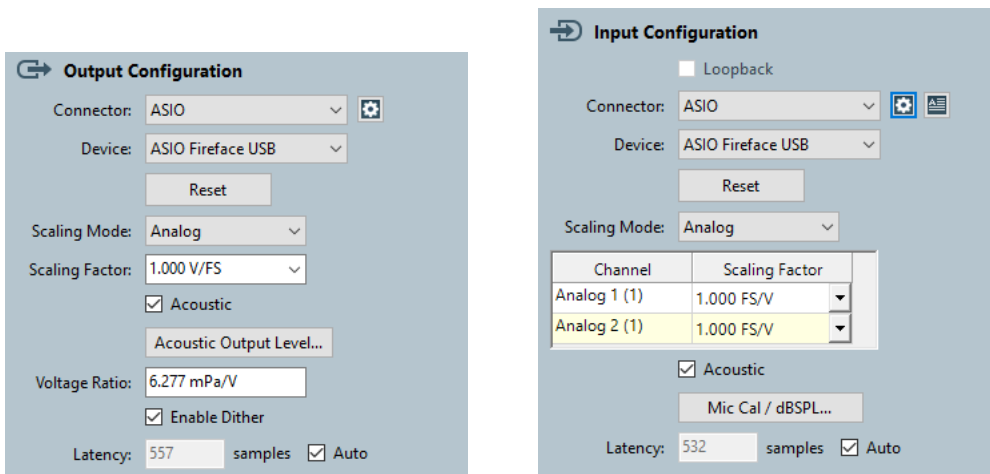 Output Configuration
Connector: ASIO
Device: ASIO Fireface USB
Reset
Scaling Mode: Analog
Scaling Factor: 1.000 V/FS
Acoustic
Acoustic Output Level...
Voltage Ratio: 6.277 mPa/V
Enable Dither
Latency: 557 samples Auto
Input Configuration
Loopback
Connector: ASIO
Device: ASIO Fireface USB
Reset
Scaling Mode: Analog
Channel Scaling Factor
Analog 1 (1) 1.000 FS/V
Analog 2 (1) 1.000 FS/V
Acoustic
Mic Cal / dBSPL...
Latency: 532 samples Auto